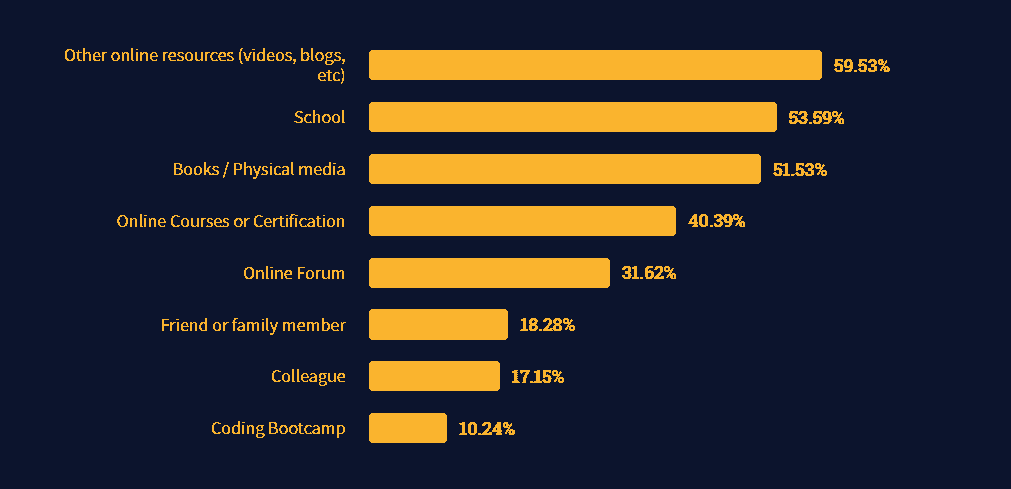 Other online resources (videos, blogs,
etc)
59.53%
School
53.59%
Books / Physical media
51.53%
Online Courses or Certification
40.39%
Online Forum
31.62%
Friend or family member
18.28%
Colleague
17.15%
Coding Bootcamp
10.24%